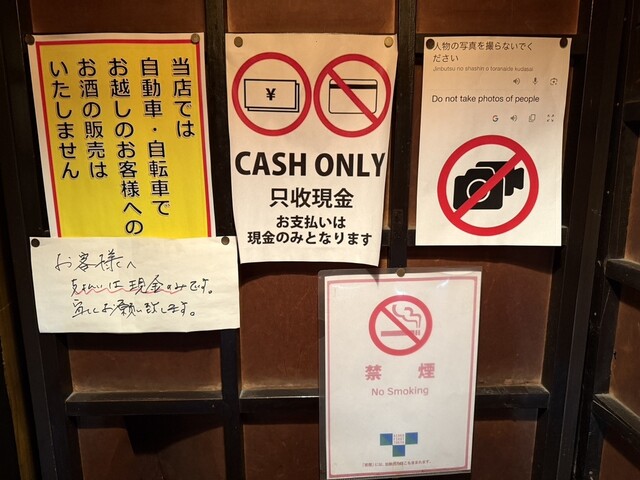 当店では
自動車・自転車で
お越しのお客様への
お酒の販売は
いたしません
お客様へ
支払いは現金のみです。
宜しくお願い致します。
¥
CASH ONLY
只收現金
お支払いは
現金のみとなります
人物の写真を撮らないでく
ださい
Jinbutsu no shashin o toranaide kudasai
Do not take photos of people
G
禁 煙
No Smoking